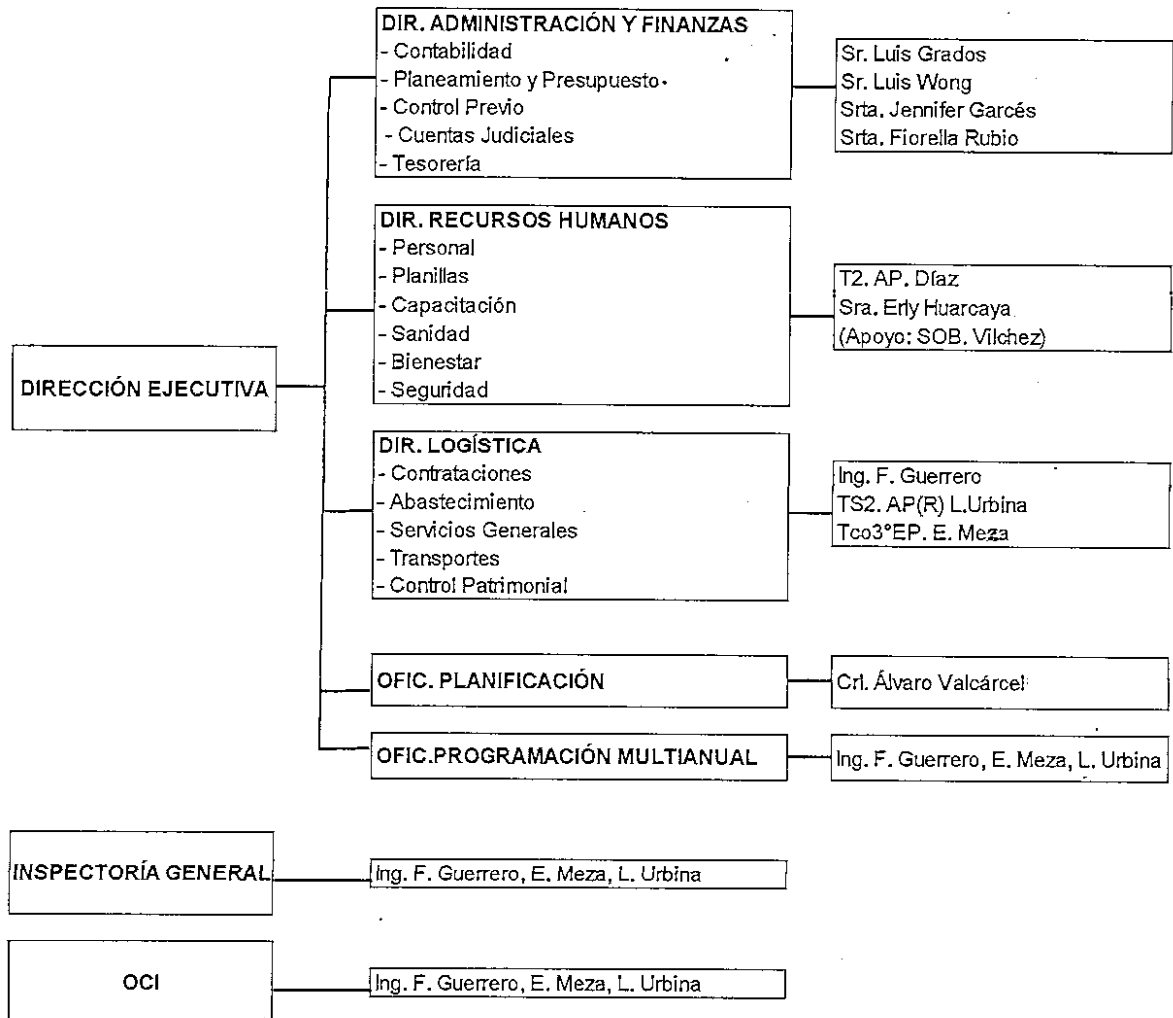 DIR. ADMINISTRACIÓN Y FINANZAS
- Contabilidad
- Planeamiento y Presupuesto
- Control Previo
- Cuentas Judiciales
- Tesorería
Sr. Luis Grados
Sr. Luis Wong
Srta. Jennifer Garcés
Srta. Fiorella Rubio
DIR. RECURSOS HUMANOS
- Personal
- Planillas
- Capacitación
- Sanidad
- Bienestar
- Seguridad
T2. AP. Díaz
Sra. Erly Huarcaya
(Apoyo: SOB. Vilchez)
DIRECCIÓN EJECUTIVA
DIR. LOGÍSTICA
- Contrataciones
- Abastecimiento
- Servicios Generales
- Transportes
- Control Patrimonial
Ing. F. Guerrero
TS2. AP(R) L.Urbina
Tco3°EP. E. Meza
OFIC. PLANIFICACIÓN
Crl. Álvaro Valcárcel
OFIC.PROGRAMACIÓN MULTIANUAL
Ing. F. Guerrero, E. Meza, L. Urbina
INSPECTORÍA GENERAL
Ing. F. Guerrero, E. Meza, L. Urbina
OCI
Ing. F. Guerrero, E. Meza, L. Urbina